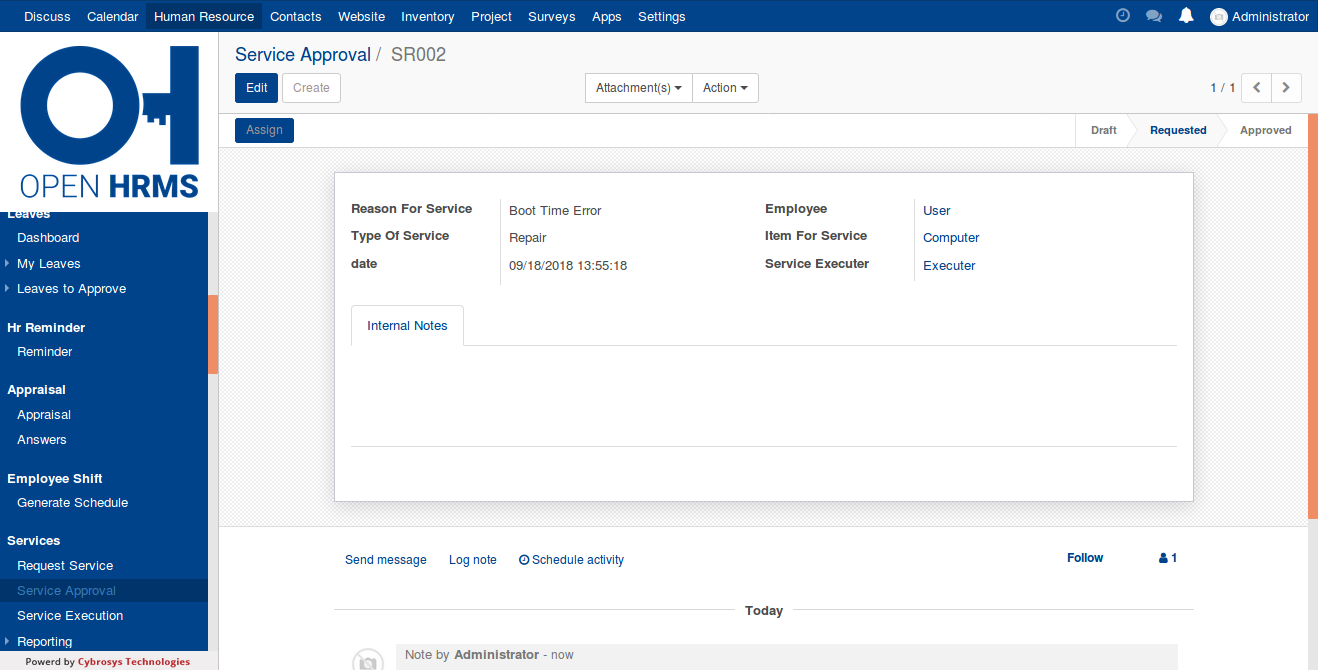 Discuss Calendar Human Resource Contacts Website Inventory Project Surveys Apps Settings Administrator
OPEN HRMS
Service Approval / SR002
Edit Create Attachment(s) Action 1 / 1
Assign Draft Requested Approved
Leaves
Dashboard
My Leaves
Leaves to Approve
Hr Reminder
Reminder
Appraisal
Appraisal
Answers
Employee Shift
Generate Schedule
Services
Request Service
Service Approval
Service Execution
Reporting
Powerd by Cybrosys Technologies
Reason For Service Boot Time Error Employee User
Type Of Service Repair Item For Service Computer
date 09/18/2018 13:55:18 Service Executer Executer
Internal Notes
Send message Log note Schedule activity Follow 1
Today
Note by Administrator - now